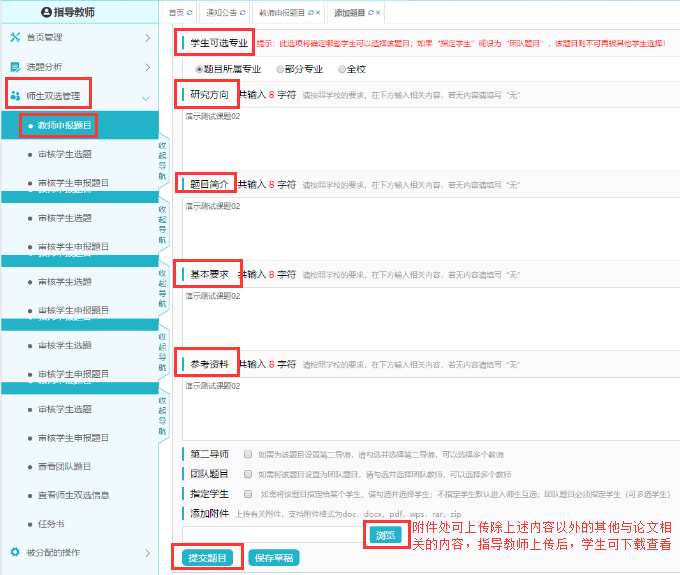 指导教师
首页
通知公告
教师申报题目
添加题目
首页管理
选题分析
师生双选管理
教师申报题目
审核学生选题
审核学生申报题目
审核学生选题
审核学生申报题目
审核学生选题
审核学生申报题目
审核学生选题
审核学生申报题目
审核学生选题
审核学生申报题目
查看团队题目
查看师生双选信息
任务书
被分配的操作
收起导航
收起导航
收起导航
收起导航
收起导航
学生可选专业 提示：此选项将确定哪些学生可以选择该题目；如果“指定学生”或设为“团队题目”，该题目则不可再被其他学生选择！
题目所属专业 部分专业 全校
研究方向 共输入 8 字符 请按照学校的要求，在下方输入相关内容，若无内容请填写“无”
演示测试课题02
题目简介 共输入 8 字符 请按照学校的要求，在下方输入相关内容，若无内容请填写“无”
演示测试课题02
基本要求 共输入 8 字符 请按照学校的要求，在下方输入相关内容，若无内容请填写“无”
演示测试课题02
参考资料 共输入 8 字符 请按照学校的要求，在下方输入相关内容，若无内容请填写“无”
演示测试课题02
第二导师 如需为该题目设置第二导师，请勾选并选择第二导师，可以选择多个教师
团队题目 如需将该题目设置为团队题目，请勾选并选择团队教师，可以选择多个教师
指定学生 如需将该题目指定给某个学生，请勾选并选择学生；不指定学生默认进入师生互选；团队题目必须指定学生（可多选学生）
添加附件 上传有关附件，支持附件格式为doc，docx，pdf，wps，rar，zip
浏览
附件处可上传除上述内容以外的其他与论文相
关的内容，指导教师上传后，学生可下载查看
提交题目 保存草稿